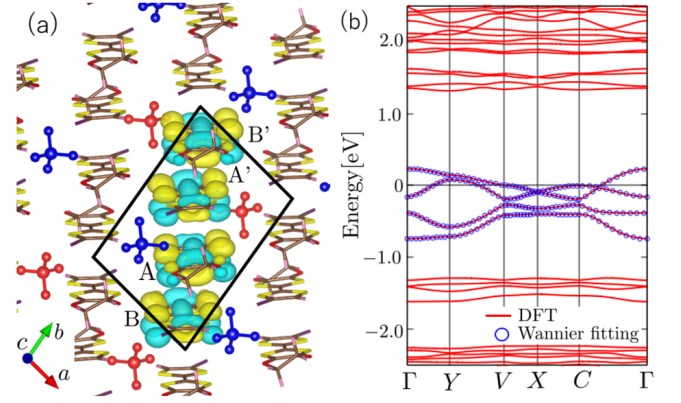 (a)
B'
A'
A
B
c
b
a
(b)
Energy[eV]
2.0
1.0
0
−1.0
−2.0
DFT
Wannier fitting
Γ Y V X C Γ